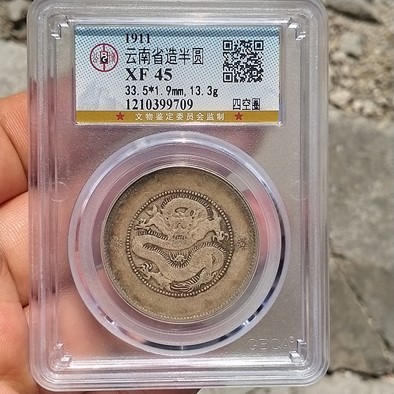 1911
云南省造半圆
XF 45
33.5*1.9mm,13.3g
1210399709
四空圈
★ 文物鉴定委员会监制 ★